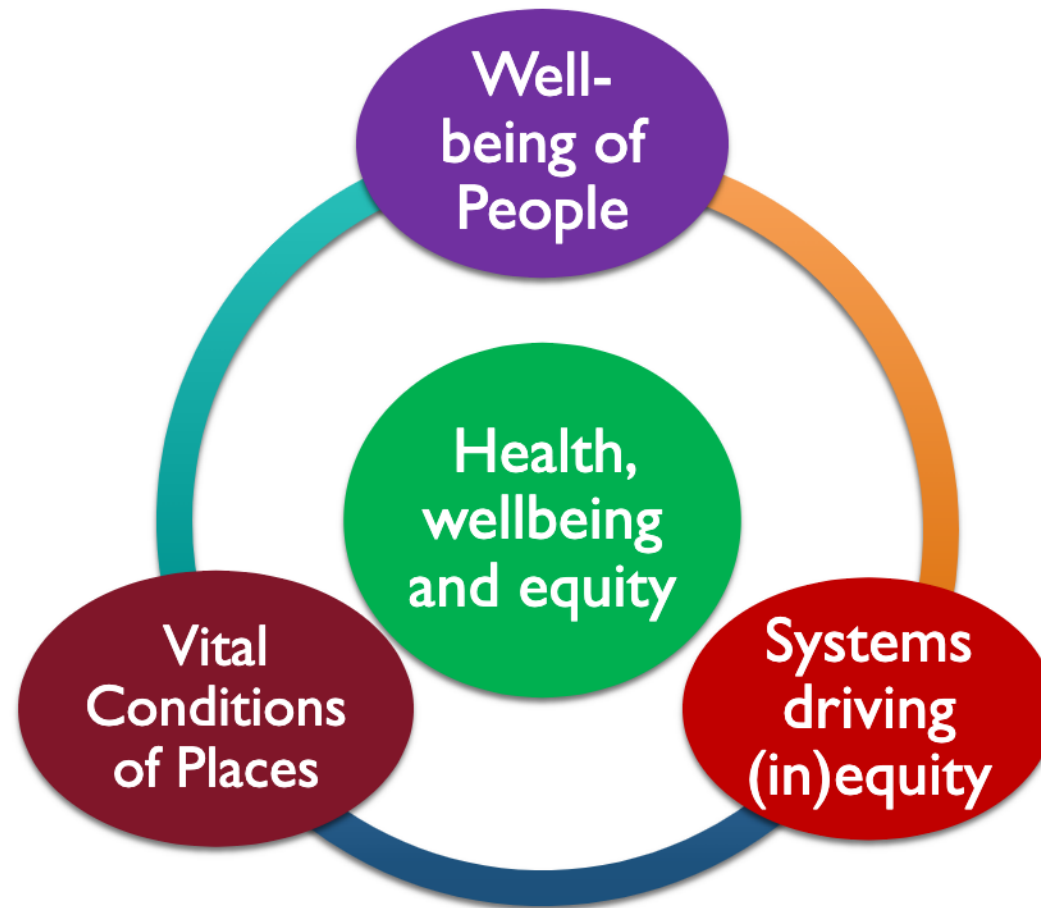 Well-
being of
People
Health,
wellbeing
and equity
Vital
Conditions
of Places
Systems
driving
(in)equity